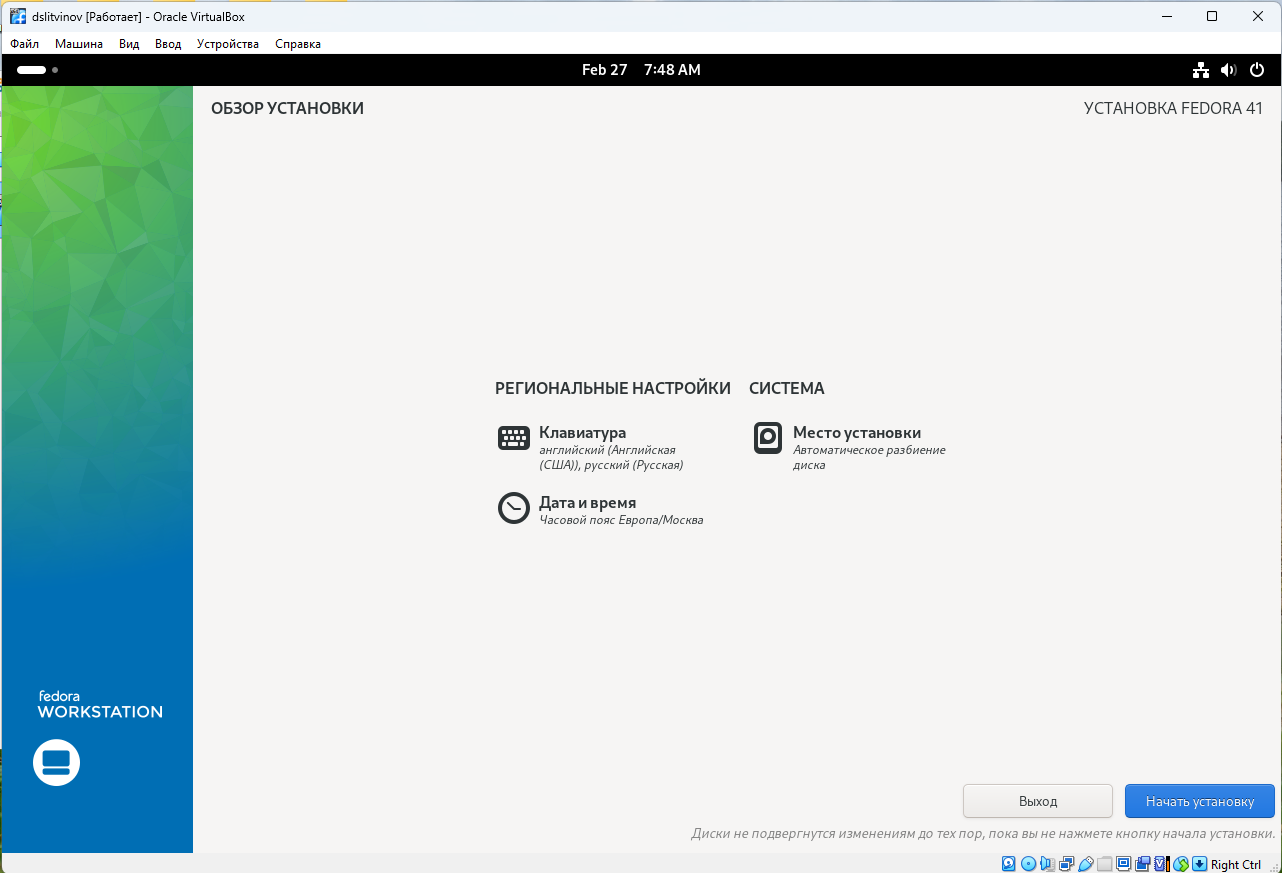 dslitvinov [Работает] - Oracle VirtualBox
Файл Машина Вид Ввод Устройства Справка
Feb 27 7:48 AM
ОБЗОР УСТАНОВКИ
УСТАНОВКА FEDORA 41
РЕГИОНАЛЬНЫЕ НАСТРОЙКИ
Клавиатура
английский (Английская
(США)), русский (Русская)
Дата и время
Часовой пояс Европа/Москва
СИСТЕМА
Место установки
Автоматическое разбиение
диска
fedora
WORKSTATION
Выход
Начать установку
Диски не подвергнутся изменениям до тех пор, пока вы не нажмете кнопку начала установки.
Right Ctrl